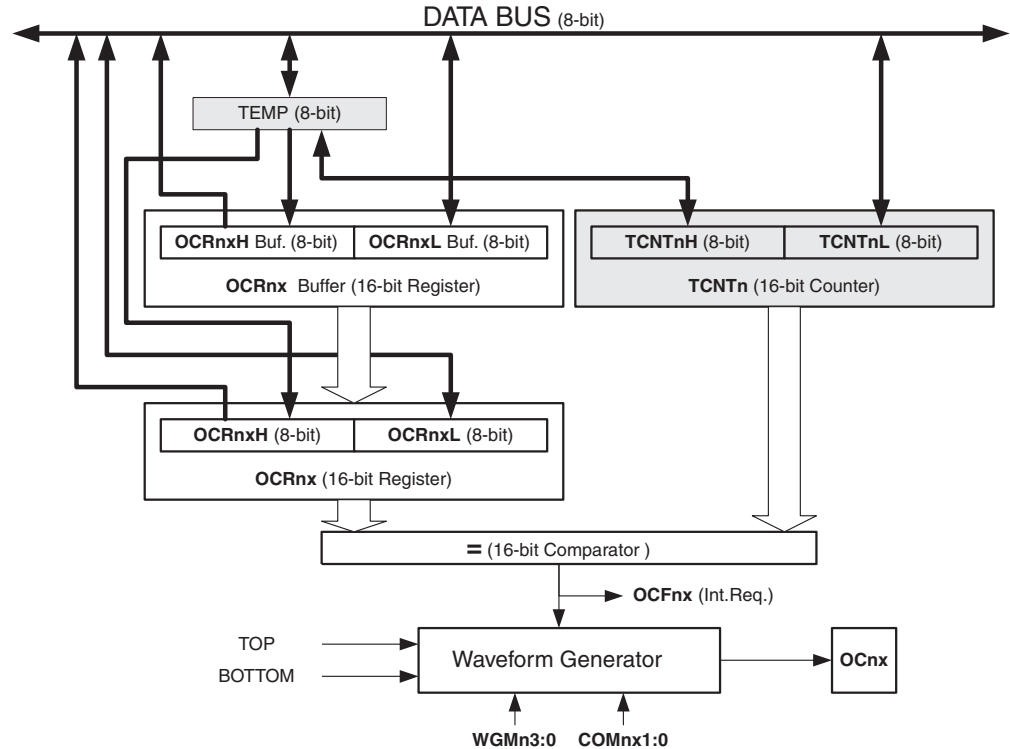 DATA BUS (8-bit)
TEMP (8-bit)
OCRnxH Buf. (8-bit) OCRnxL Buf. (8-bit) TCNTnH (8-bit) TCNTnL (8-bit)
OCRnx Buffer (16-bit Register) TCNTn (16-bit Counter)
OCRnxH (8-bit) OCRnxL (8-bit)
OCRnx (16-bit Register)
= (16-bit Comparator )
OCFnx (Int.Req.)
TOP
BOTTOM
Waveform Generator
OCnx
WGMn3:0 COMnx1:0